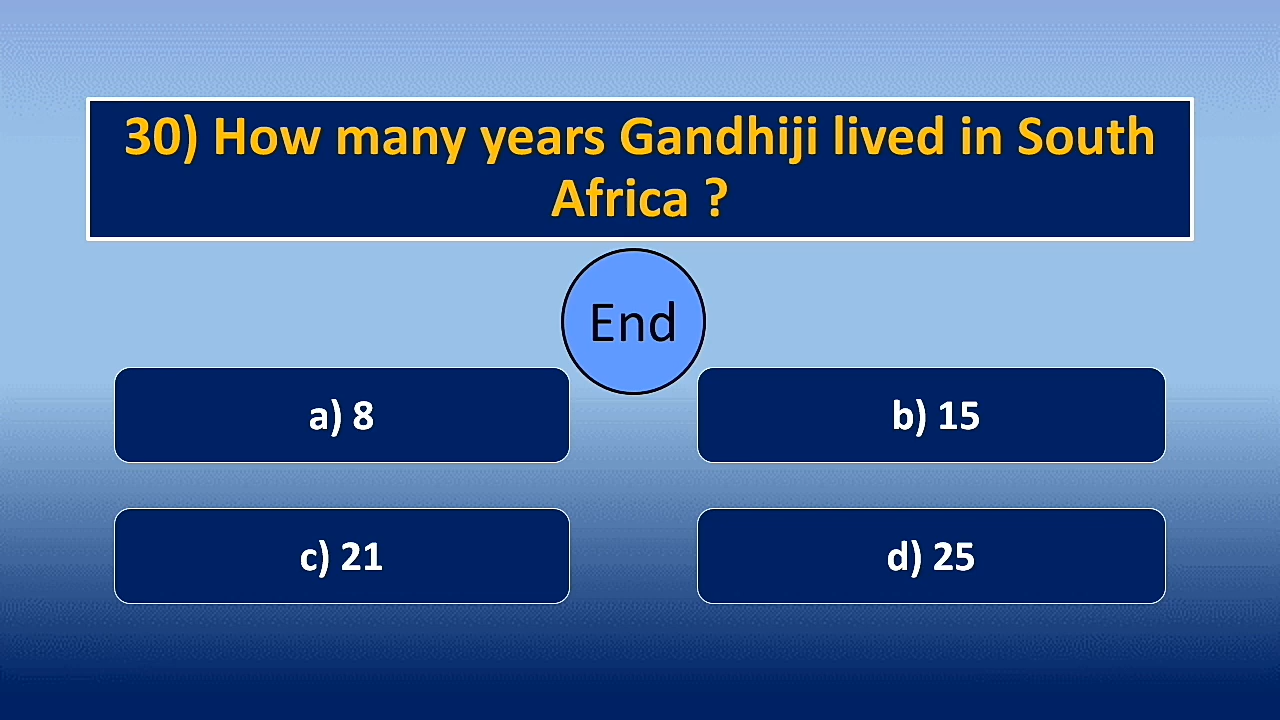 30) How many years Gandhiji lived in South
Africa ?
End
a) 8
b) 15
c) 21
d) 25